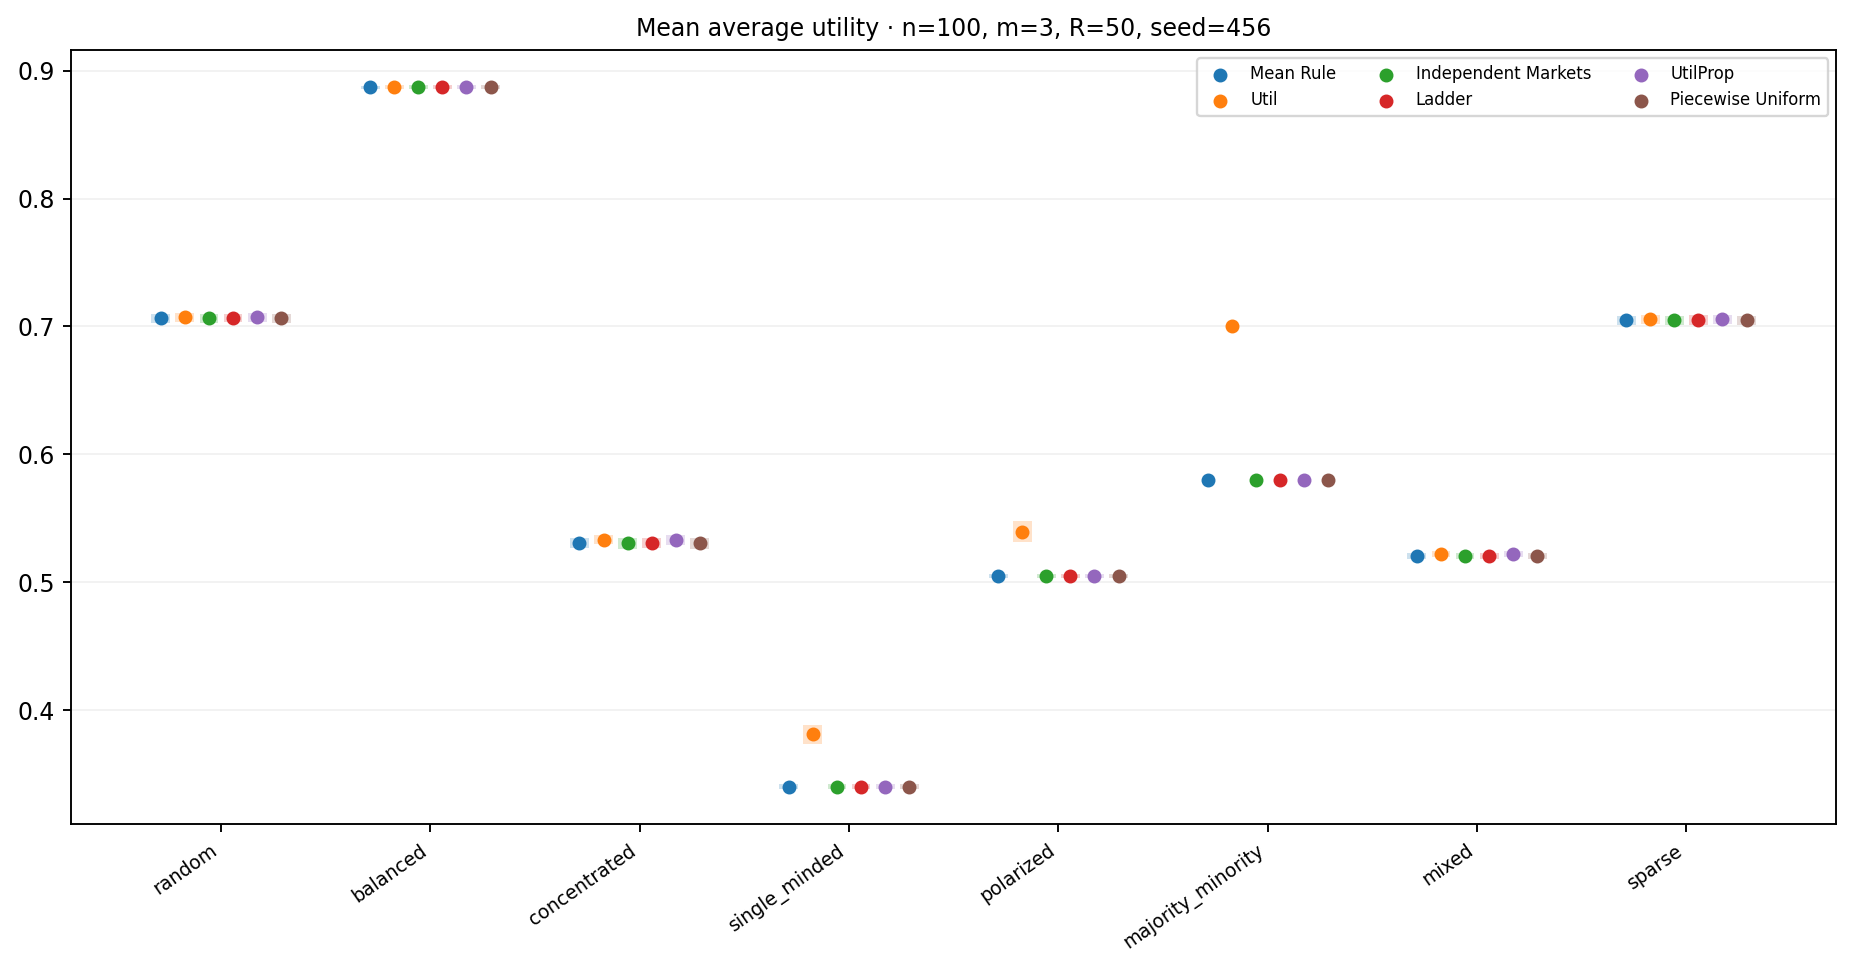 Mean average utility · n=100, m=3, R=50, seed=456
0.9
0.8
0.7
0.6
0.5
0.4
Mean Rule
Util
Independent Markets
Ladder
UtilProp
Piecewise Uniform
random
balanced
concentrated
single_minded
polarized
majority_minority
mixed
sparse